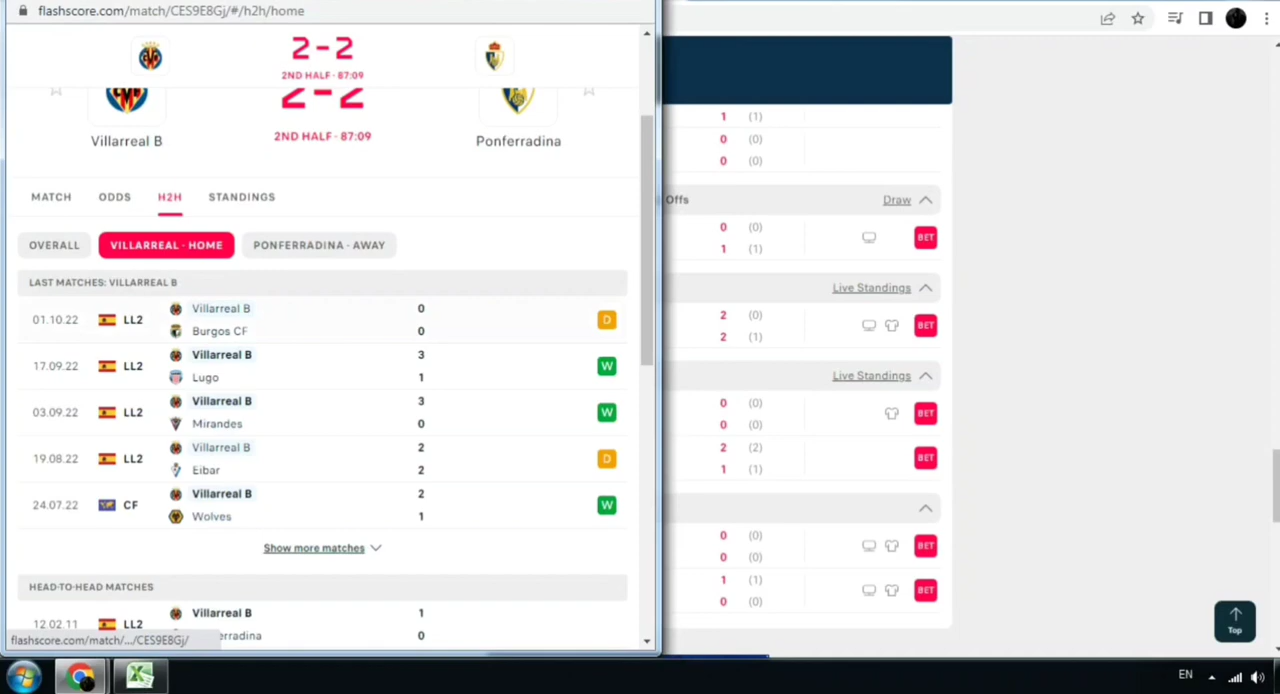 flashscore.com/match/CES9E8Gj/#/h2h/home
2-2
2ND HALF - 87:09
2-2
Villarreal B
2ND HALF - 87:09
Ponferradina
MATCH ODDS H2H STANDINGS
OVERALL VILLARREAL - HOME PONFERRADINA - AWAY
LAST MATCHES: VILLARREAL B
01.10.22 LL2 Villarreal B 0 D
Burgos CF 0
17.09.22 LL2 Villarreal B 3 W
Lugo 1
03.09.22 LL2 Villarreal B 3 W
Mirandes 0
19.08.22 LL2 Villarreal B 2 D
Eibar 2
24.07.22 CF Villarreal B 2 W
Wolves 1
Show more matches
HEAD-TO-HEAD MATCHES
12.02.11 LL2 Villarreal B 1
erradina 0
flashscore.com/match/.../CES9E8Gj/
1 (1)
0 (0)
0 (0)
Offs Draw
0 (0) BET
1 (1)
Live Standings
2 (0) BET
2 (1)
Live Standings
0 (0) BET
0 (0)
2 (2) BET
1 (1)
0 (0) BET
0 (0)
1 (1) BET
0 (0)
Top
EN